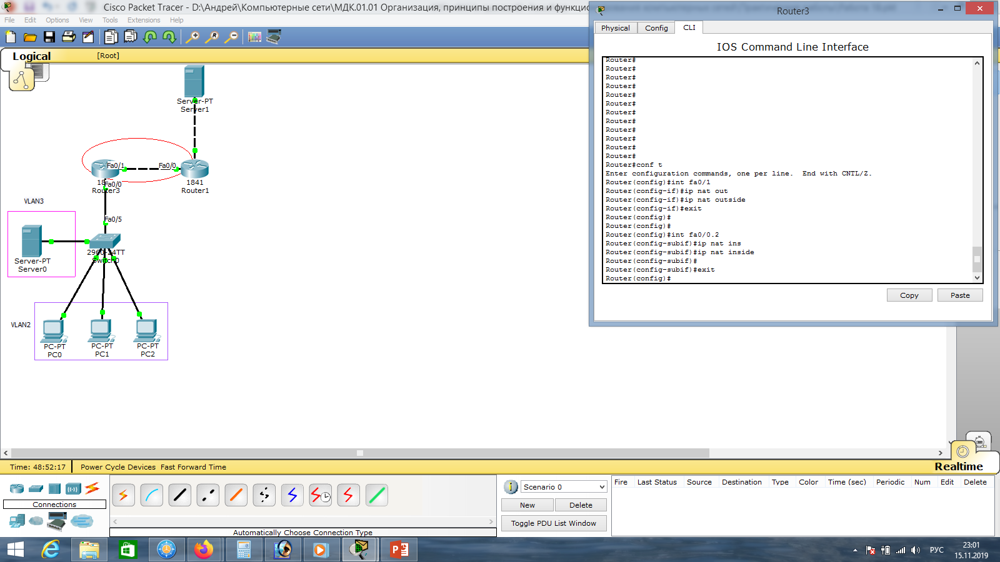 Cisco Packet Tracer - D:\Андрей\Компьютерные сети\МДК.01.01 Организация, принципы построения и функцио
File Edit Options View Tools Extensions Help
Logical
[Root]
Server-PT
Server1
Fa0/1
Fa0/0
1841
Router1
Router3
Fa0/0
VLAN3
Fa0/5
Server-PT
Server0
2960-24TT
Switch0
VLAN2
PC-PT
PC0
PC-PT
PC1
PC-PT
PC2
Router3
Physical Config CLI
IOS Command Line Interface
Router#
Router#
Router#
Router#
Router#
Router#
Router#
Router#
Router#
Router#
Router#
Router#
Router#conf t
Enter configuration commands, one per line.  End with CNTL/Z.
Router(config)#int fa0/1
Router(config-if)#ip nat out
Router(config-if)#ip nat outside
Router(config-if)#exit
Router(config)#
Router(config)#
Router(config)#int fa0/0.2
Router(config-subif)#ip nat ins
Router(config-subif)#ip nat inside
Router(config-subif)#
Router(config-subif)#exit
Router(config)#
Copy Paste
Time: 48:52:17 Power Cycle Devices Fast Forward Time
Realtime
Connections
Automatically Choose Connection Type
Scenario 0
New Delete
Toggle PDU List Window
Fire Last Status Source Destination Type Color Time (sec) Periodic Num Edit Delete
РУС
23:01
15.11.2019